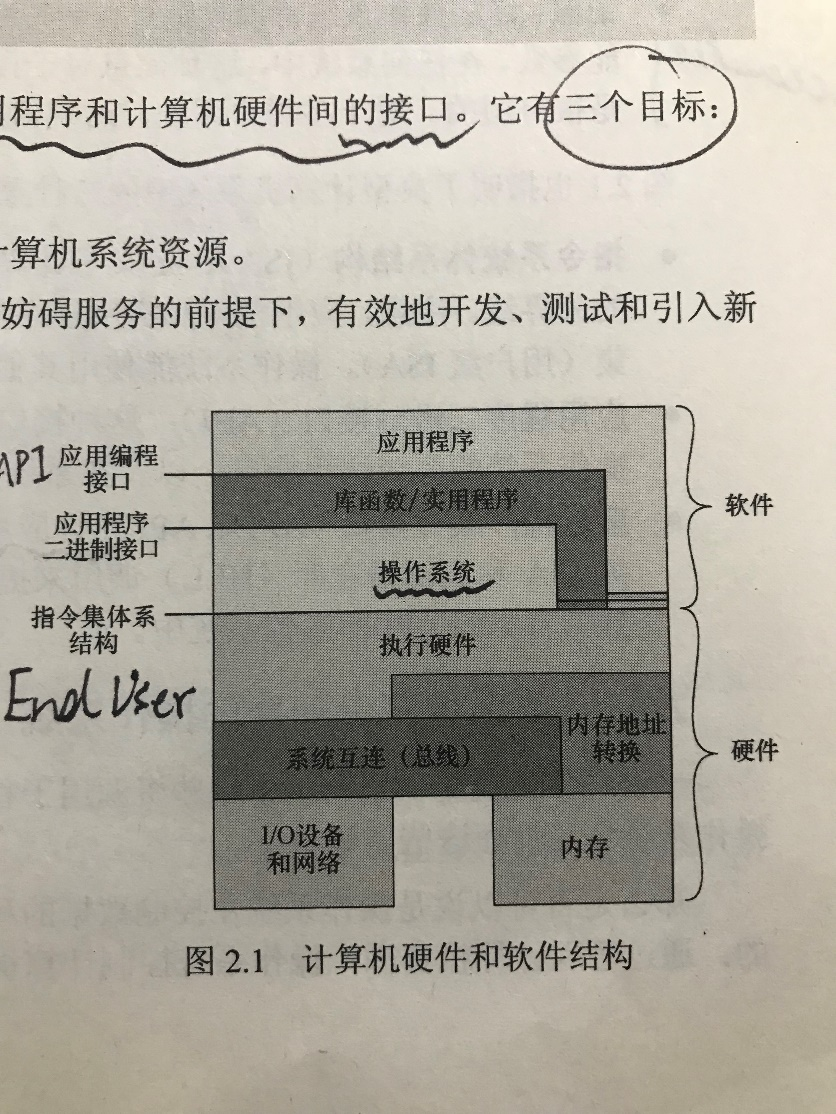 程序和计算机硬件间的接口。它有三个目标：
计算机系统资源。
妨碍服务的前提下，有效地开发、测试和引入新
应用程序
API 应用编程
接口
库函数/实用程序
软件
应用程序
二进制接口
操作系统
指令集体系
结构
执行硬件
End User
内存地址
转换
系统互连（总线）
硬件
I/O设备
和网络
内存
图 2.1 计算机硬件和软件结构